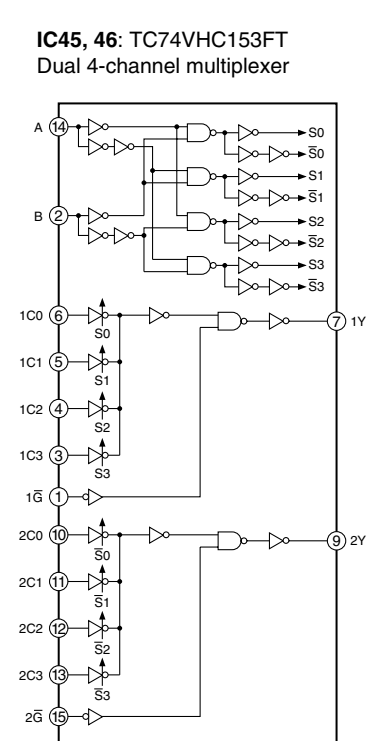 IC45, 46: TC74VHC153FT
Dual 4-channel multiplexer
A 14
S0
S̅0
S1
S̅1
B 2
S2
S̅2
S3
S̅3
1C0 6
S0
7 1Y
1C1 5
S1
1C2 4
S2
1C3 3
S3
1G̅ 1
2C0 10
S̅0
9 2Y
2C1 11
S̅1
2C2 12
S̅2
2C3 13
S̅3
2G̅ 15